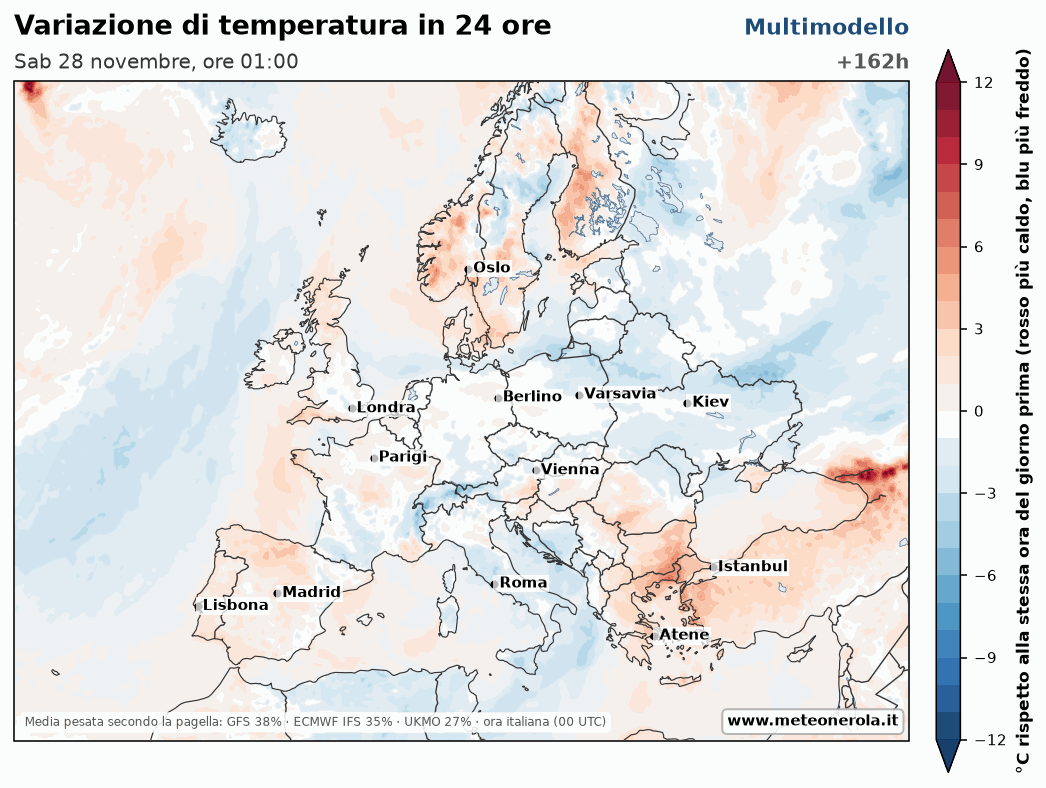 Variazione di temperatura in 24 ore
Multimodello
Sab 28 novembre, ore 01:00
+162h
Oslo
Londra
Berlino
Varsavia
Kiev
Parigi
Vienna
Istanbul
Roma
Madrid
Lisbona
Atene
Media pesata secondo la pagella: GFS 38% · ECMWF IFS 35% · UKMO 27% · ora italiana (00 UTC)
www.meteonerola.it
12
9
6
3
0
−3
−6
−9
−12
°C rispetto alla stessa ora del giorno prima (rosso più caldo, blu più freddo)